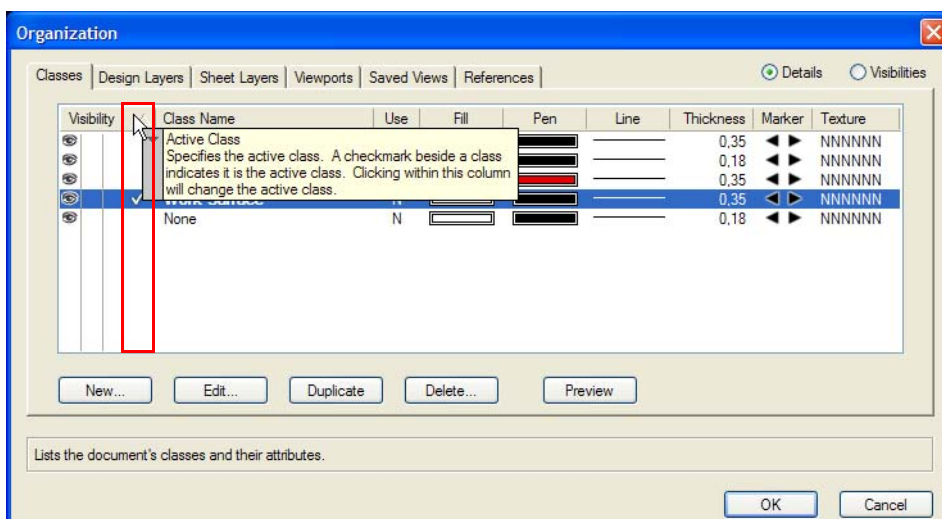 Organization
Classes Design Layers Sheet Layers Viewports Saved Views References Details Visibilities
Visibility Class Name Use Fill Pen Line Thickness Marker Texture
Active Class
Specifies the active class. A checkmark beside a class
indicates it is the active class. Clicking within this column
will change the active class.
0,35 NNNNNN
0,18 NNNNNN
0,35 NNNNNN
Work Surface N 0,35 NNNNNN
None N 0,18 NNNNNN
New... Edit... Duplicate Delete... Preview
Lists the document's classes and their attributes.
OK Cancel